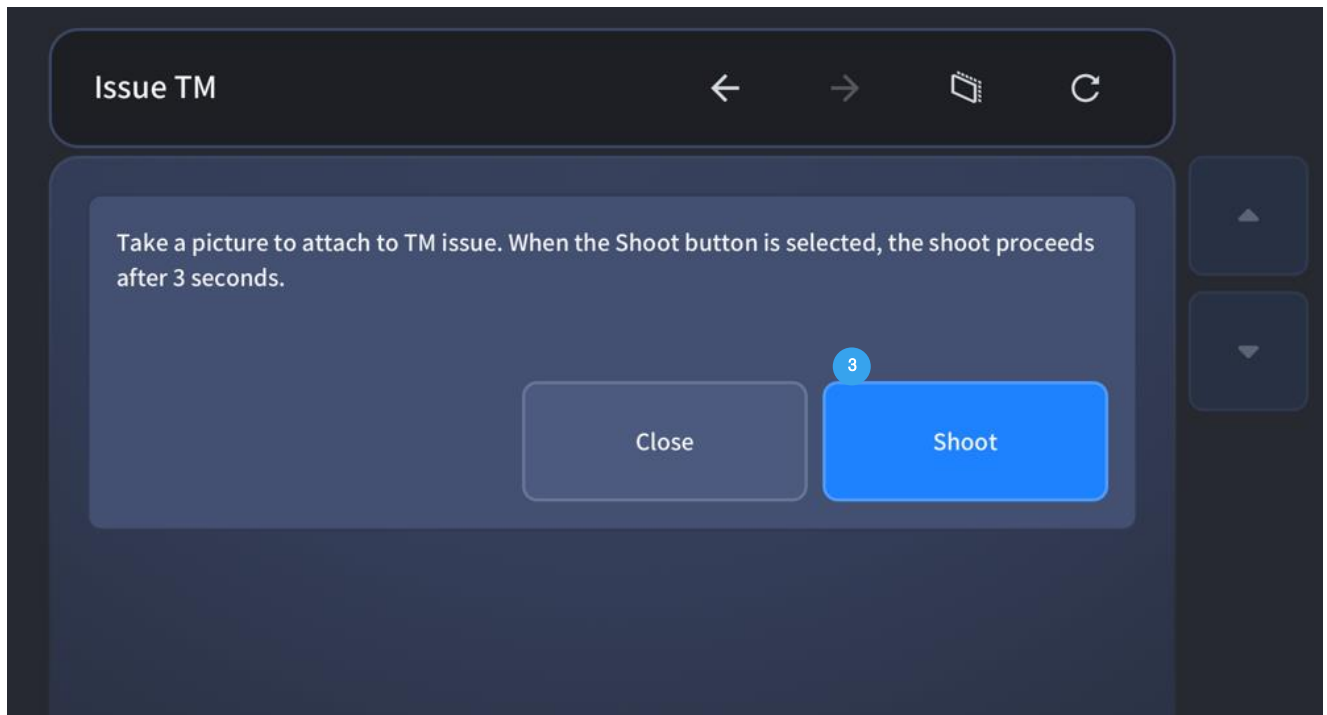 Issue TM
Take a picture to attach to TM issue. When the Shoot button is selected, the shoot proceeds
after 3 seconds.
3
Close
Shoot